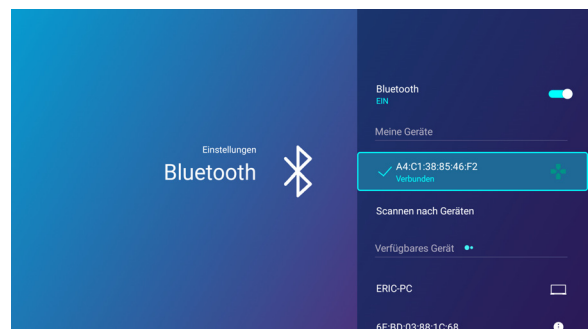 Einstellungen
Bluetooth
Bluetooth
EIN
Meine Geräte
A4:C1:38:85:46:F2
Verbunden
Scannen nach Geräten
Verfügbares Gerät
ERIC-PC
6E:BD:03:88:1C:68